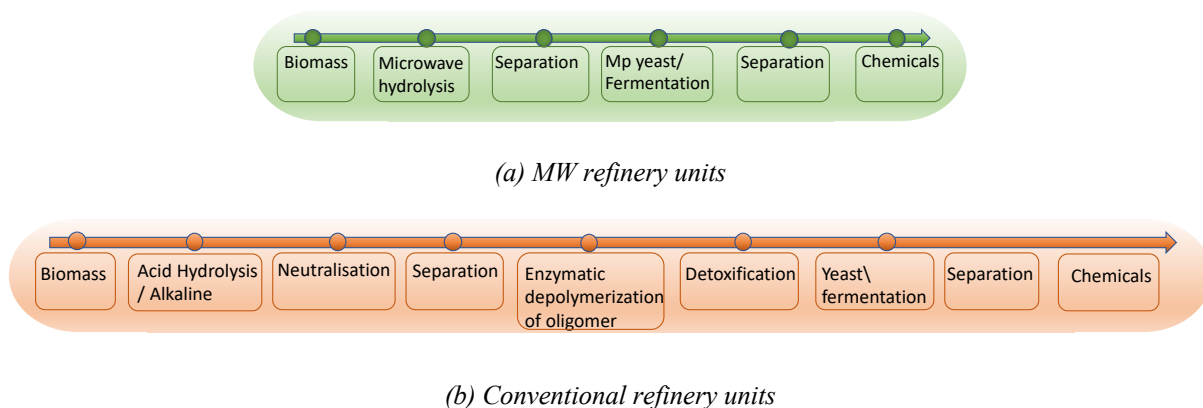 Biomass
Microwave
hydrolysis
Separation
Mp yeast/
Fermentation
Separation
Chemicals
(a) MW refinery units
Biomass
Acid Hydrolysis
/ Alkaline
Neutralisation
Separation
Enzymatic
depolymerization
of oligomer
Detoxification
Yeast\
fermentation
Separation
Chemicals
(b) Conventional refinery units